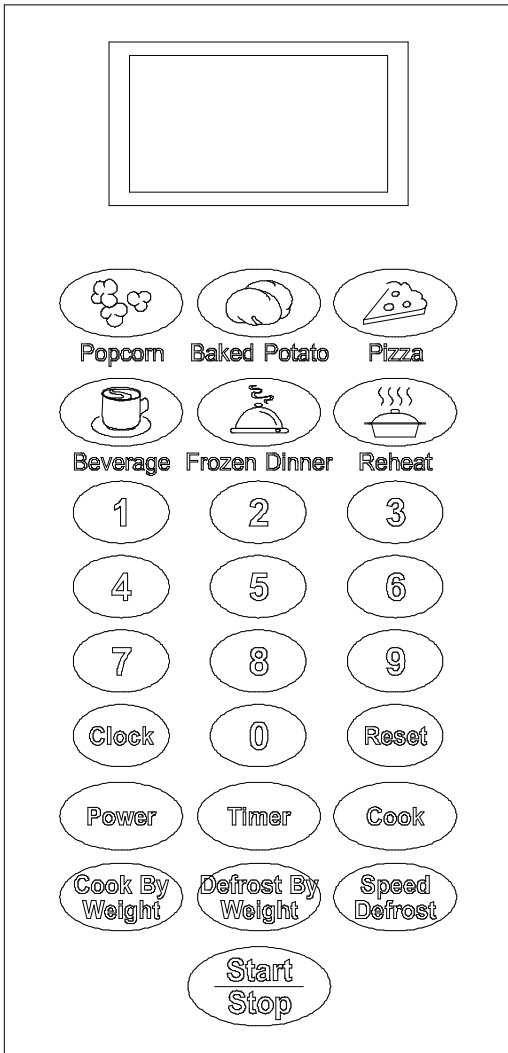 Popcorn Baked Potato Pizza
Beverage Frozen Dinner Reheat
1 2 3
4 5 6
7 8 9
Clock 0 Reset
Power Timer Cook
Cook By Defrost By Speed
Weight Weight Defrost
Start
Stop